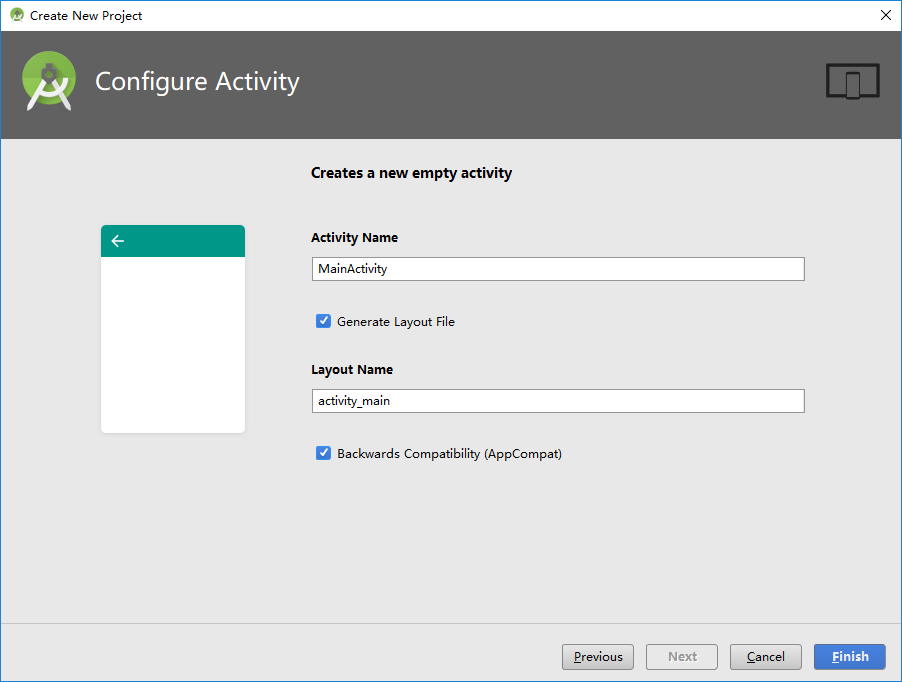 Create New Project
Configure Activity
Creates a new empty activity
Activity Name
MainActivity
Generate Layout File
Layout Name
activity_main
Backwards Compatibility (AppCompat)
Previous Next Cancel Finish